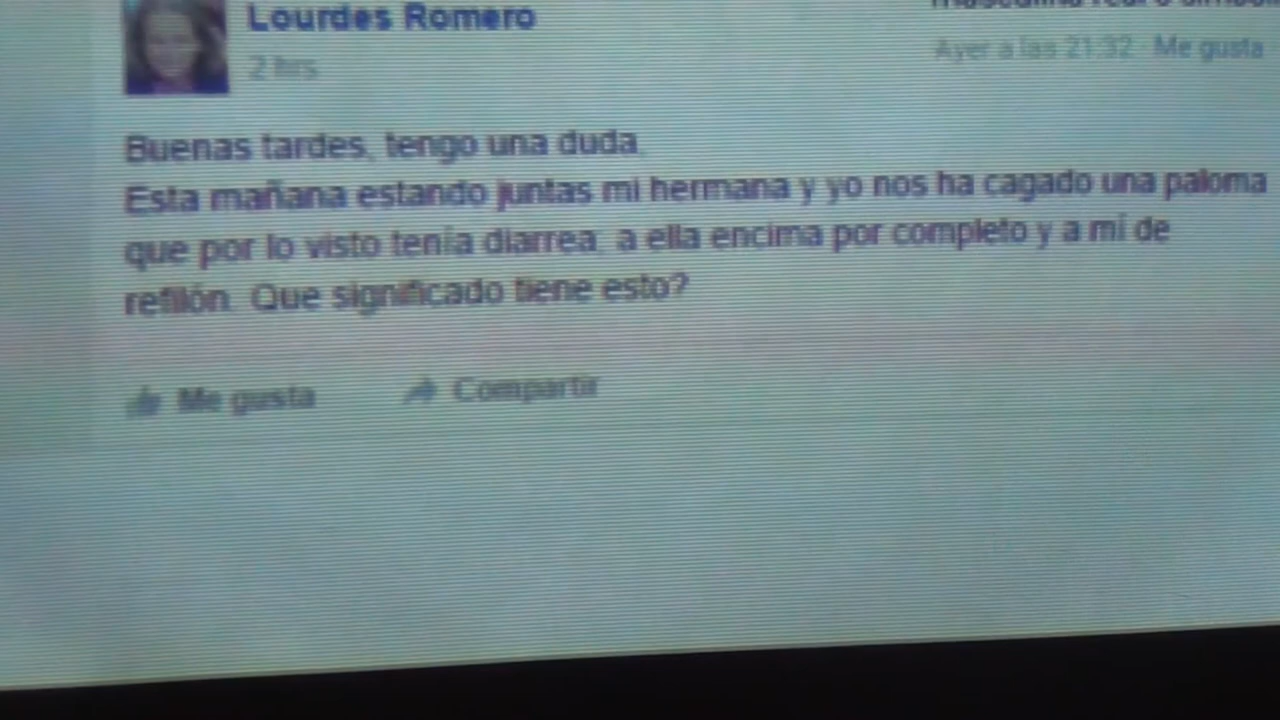 Lourdes Romero
2 hrs
Ayer a las 21:32 · Me gusta
Buenas tardes, tengo una duda.
Esta mañana estando juntas mi hermana y yo nos ha cagado una paloma
que por lo visto tenía diarrea, a ella encima por completo y a mí de
refilón. Que significado tiene esto?
Me gusta
Compartir